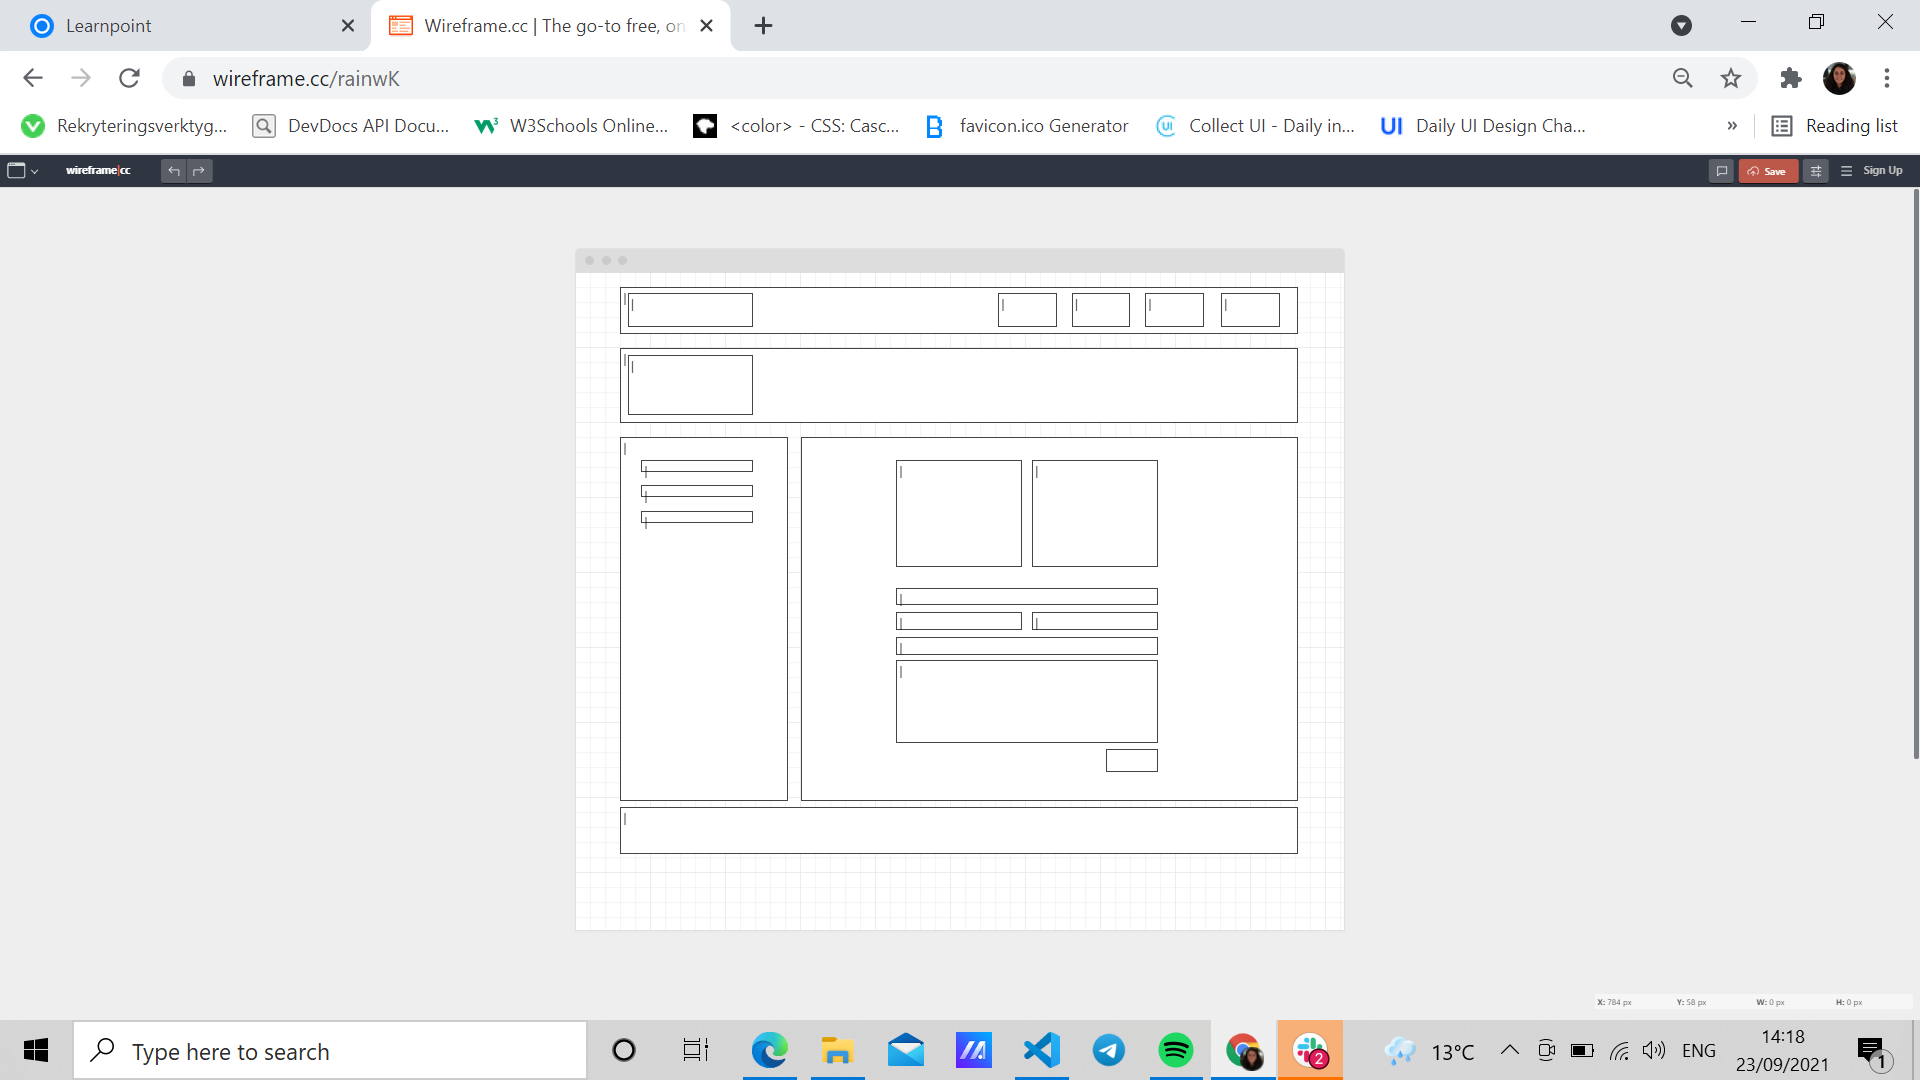 Learnpoint
Wireframe.cc | The go-to free, on
wireframe.cc/rainwK
Rekryteringsverktyg...
DevDocs API Docu...
W3Schools Online...
<color> - CSS: Casc...
favicon.ico Generator
Collect UI - Daily in...
UI Daily UI Design Cha...
»
Reading list
wireframe|cc
Save
Sign Up
X: 784 px Y: 58 px W: 0 px H: 0 px
Type here to search
2
13°C
ENG
14:18
23/09/2021
1